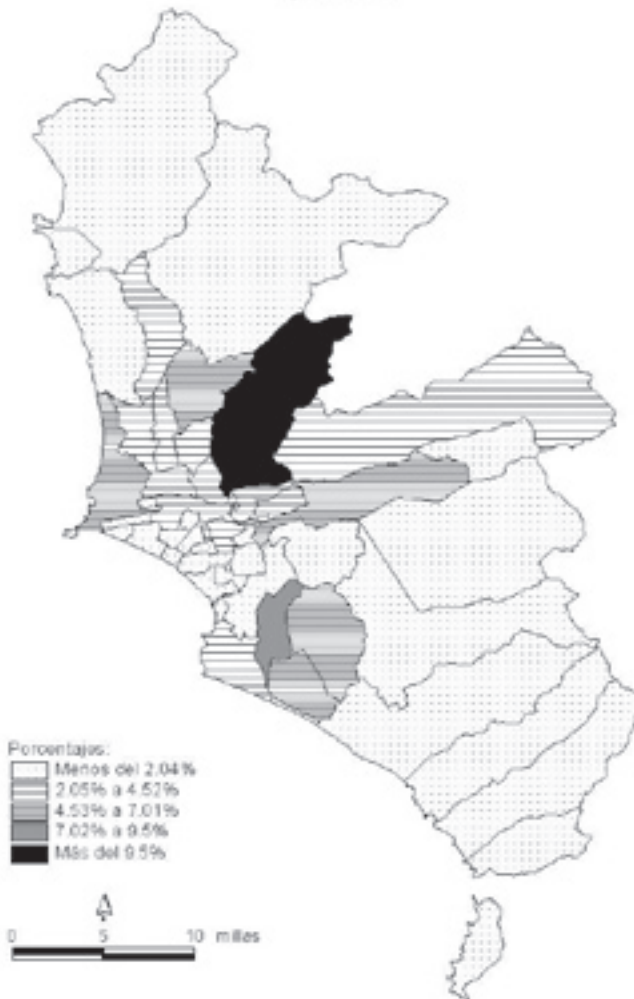 Porcentajes:
Menos del 2.04%
2.05% a 4.52%
4.53% a 7.01%
7.02% a 9.5%
Más del 9.5%
0 5 10 millas